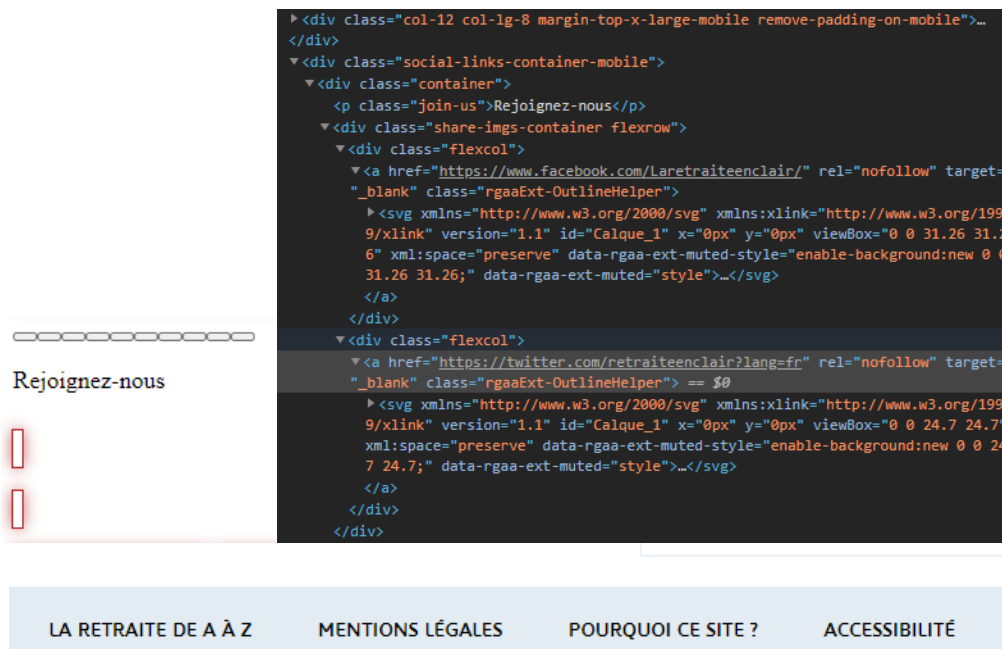 <div class="col-12 col-lg-8 margin-top-x-large-mobile remove-padding-on-mobile">…
</div>
<div class="social-links-container-mobile">
<div class="container">
<p class="join-us">Rejoignez-nous</p>
<div class="share-imgs-container flexrow">
<div class="flexcol">
<a href="https://www.facebook.com/Laretraiteenclair/" rel="nofollow" target=
"_blank" class="rgaaExt-OutlineHelper">
<svg xmlns="http://www.w3.org/2000/svg" xmlns:xlink="http://www.w3.org/199
9/xlink" version="1.1" id="Calque_1" x="0px" y="0px" viewBox="0 0 31.26 31.2
6" xml:space="preserve" data-rgaa-ext-muted-style="enable-background:new 0 0
31.26 31.26;" data-rgaa-ext-muted="style">…</svg>
</a>
</div>
<div class="flexcol">
<a href="https://twitter.com/retraiteenclair?lang=fr" rel="nofollow" target=
"_blank" class="rgaaExt-OutlineHelper"> == $0
<svg xmlns="http://www.w3.org/2000/svg" xmlns:xlink="http://www.w3.org/199
9/xlink" version="1.1" id="Calque_1" x="0px" y="0px" viewBox="0 0 24.7 24.7"
xml:space="preserve" data-rgaa-ext-muted-style="enable-background:new 0 0 24
7 24.7;" data-rgaa-ext-muted="style">…</svg>
</a>
</div>
</div>
Rejoignez-nous
LA RETRAITE DE A À Z MENTIONS LÉGALES POURQUOI CE SITE ? ACCESSIBILITÉ